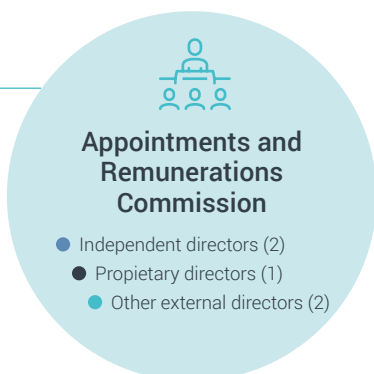 Appointments and
Remunerations
Commission
Independent directors (2)
Propietary directors (1)
Other external directors (2)